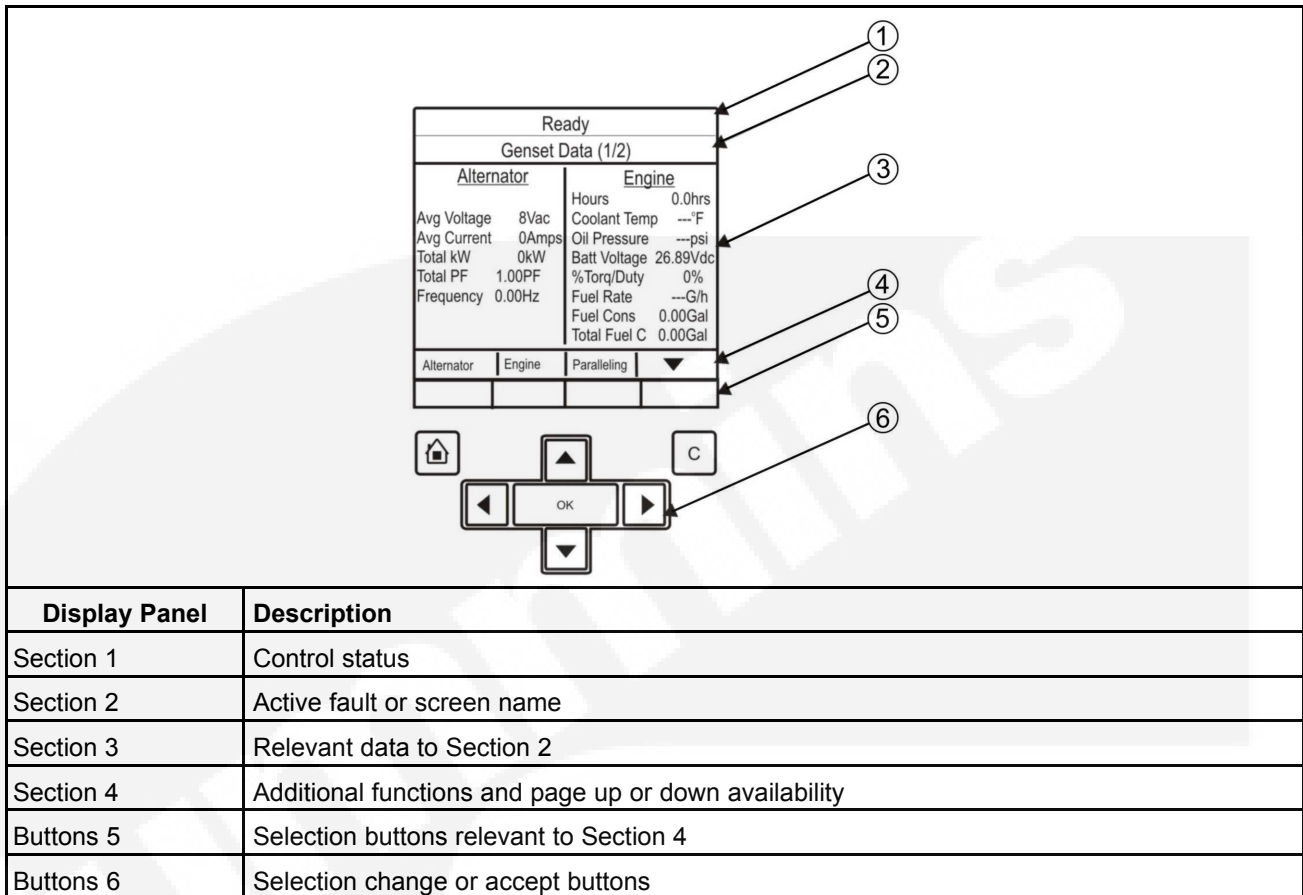 ①
②
③
④
⑤
⑥
Ready
Genset Data (1/2)
Alternator
Avg Voltage 8Vac
Avg Current 0Amps
Total kW 0kW
Total PF 1.00PF
Frequency 0.00Hz
Engine
Hours 0.0hrs
Coolant Temp ---°F
Oil Pressure ---psi
Batt Voltage 26.89Vdc
%Torq/Duty 0%
Fuel Rate ---G/h
Fuel Cons 0.00Gal
Total Fuel C 0.00Gal
Alternator Engine Paralleling ▼
C
OK
Display Panel Description
Section 1 Control status
Section 2 Active fault or screen name
Section 3 Relevant data to Section 2
Section 4 Additional functions and page up or down availability
Buttons 5 Selection buttons relevant to Section 4
Buttons 6 Selection change or accept buttons